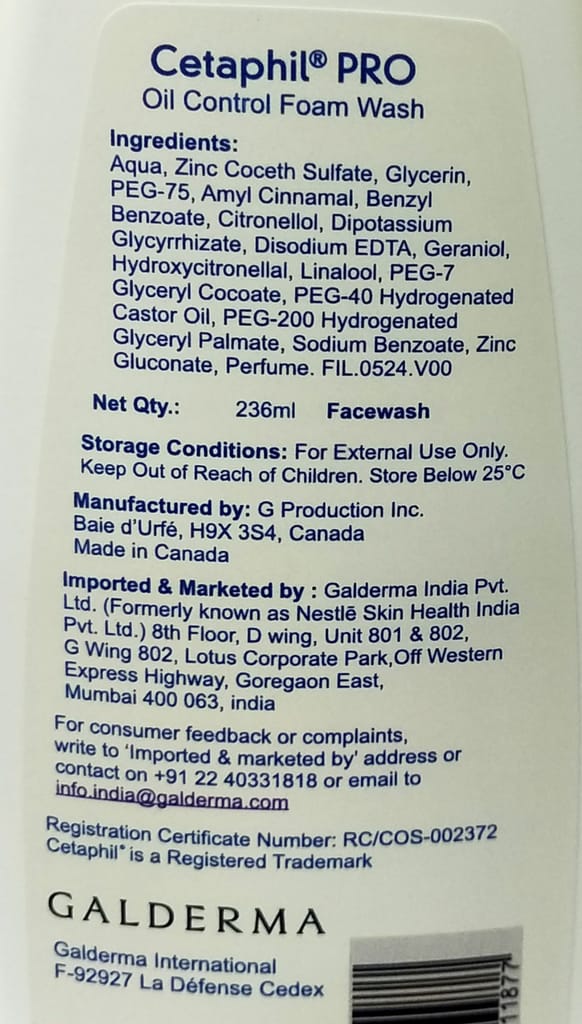 Cetaphil® PRO
Oil Control Foam Wash
Ingredients:
Aqua, Zinc Coceth Sulfate, Glycerin,
PEG-75, Amyl Cinnamal, Benzyl
Benzoate, Citronellol, Dipotassium
Glycyrrhizate, Disodium EDTA, Geraniol,
Hydroxycitronellal, Linalool, PEG-7
Glyceryl Cocoate, PEG-40 Hydrogenated
Castor Oil, PEG-200 Hydrogenated
Glyceryl Palmate, Sodium Benzoate, Zinc
Gluconate, Perfume. FIL.0524.V00
Net Qty.: 236ml Facewash
Storage Conditions: For External Use Only.
Keep Out of Reach of Children. Store Below 25°C
Manufactured by: G Production Inc.
Baie d'Urfé, H9X 3S4, Canada
Made in Canada
Imported & Marketed by : Galderma India Pvt.
Ltd. (Formerly known as Nestlē Skin Health India
Pvt. Ltd.) 8th Floor, D wing, Unit 801 & 802,
G Wing 802, Lotus Corporate Park,Off Western
Express Highway, Goregaon East,
Mumbai 400 063, india
For consumer feedback or complaints,
write to 'Imported & marketed by' address or
contact on +91 22 40331818 or email to
info.india@galderma.com
Registration Certificate Number: RC/COS-002372
Cetaphil® is a Registered Trademark
GALDERMA
Galderma International
F-92927 La Défense Cedex